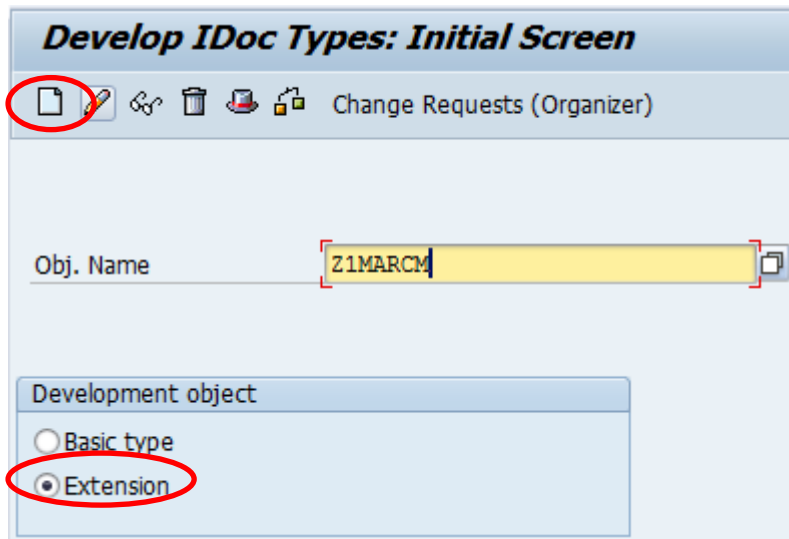 Develop IDoc Types: Initial Screen
Change Requests (Organizer)
Obj. Name Z1MARCM
Development object
Basic type
Extension